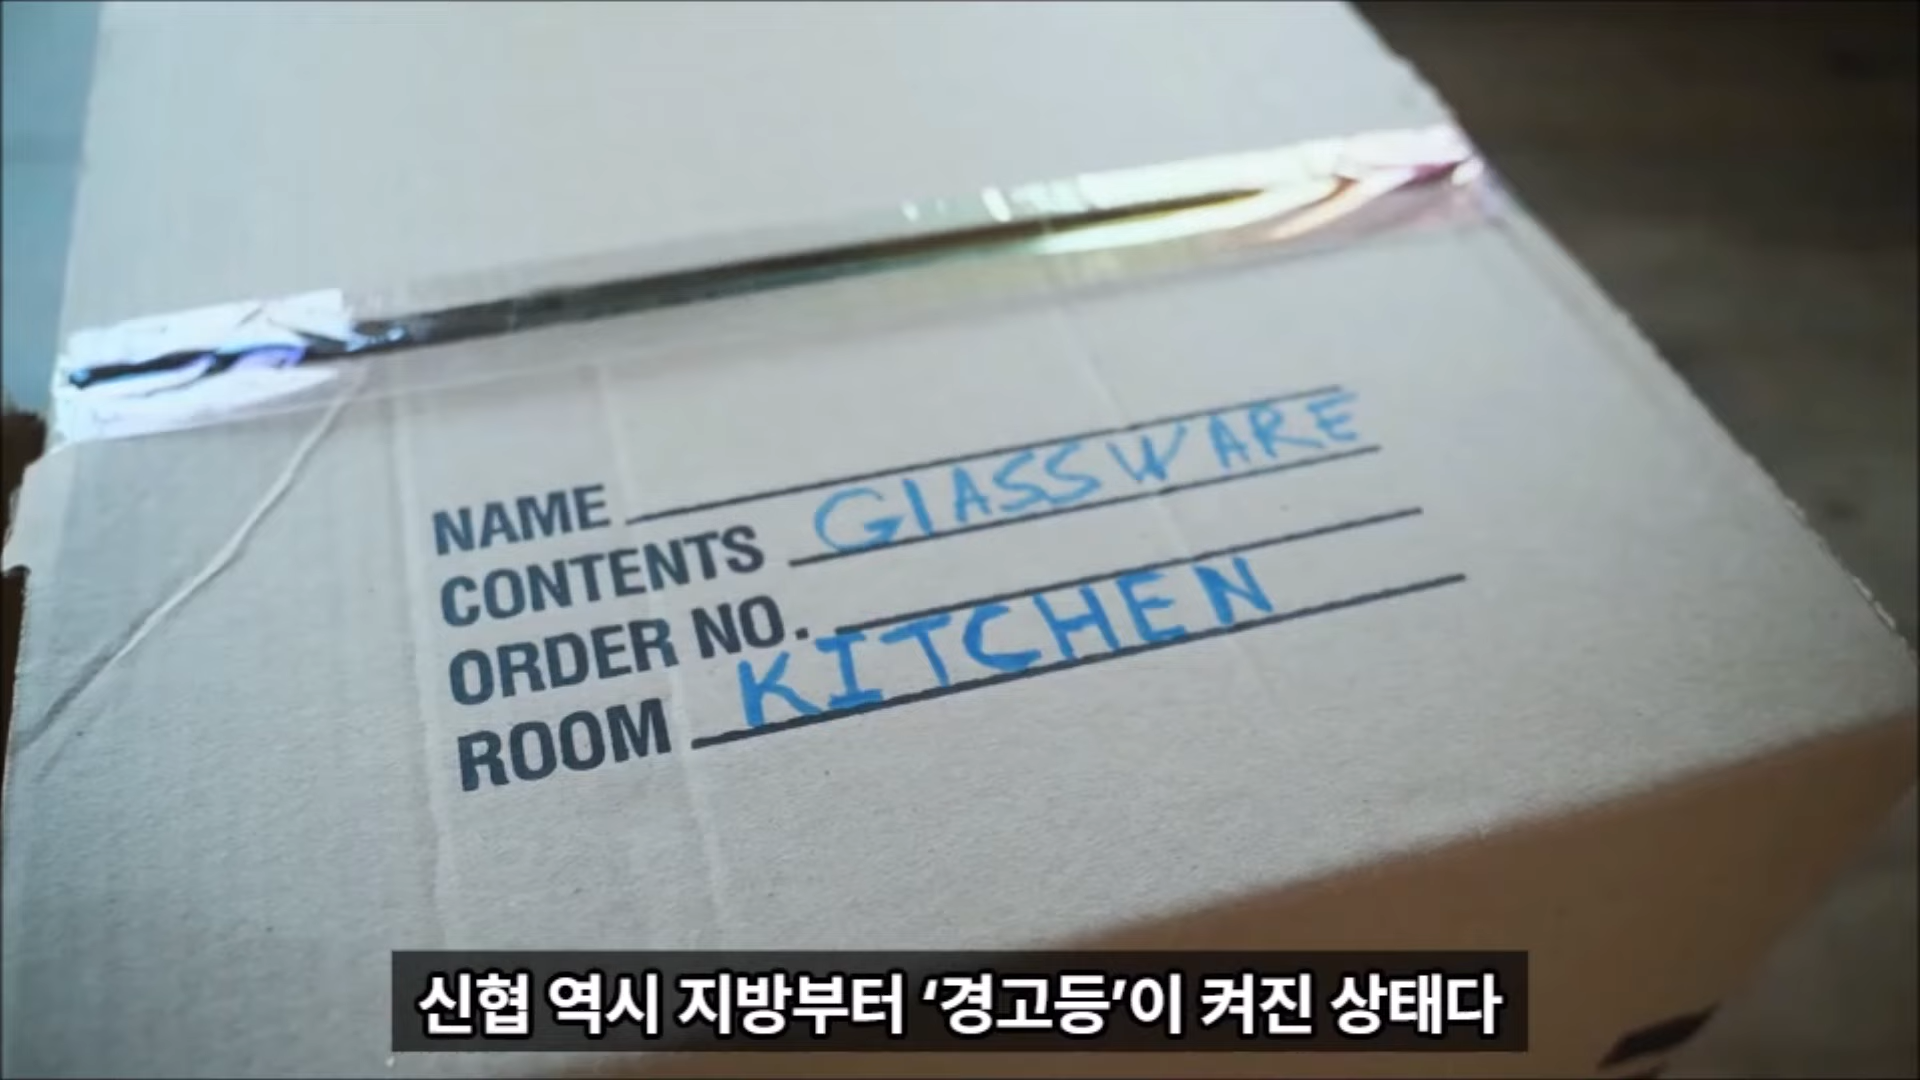 NAME
CONTENTS GLASSWARE
ORDER NO.
ROOM KITCHEN
신협 역시 지방부터 ‘경고등’이 켜진 상태다